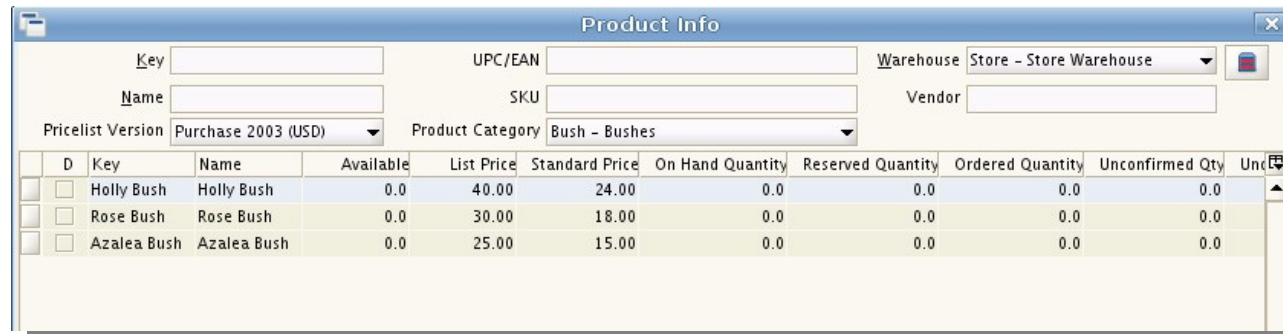 Product Info
Key UPC/EAN Warehouse Store - Store Warehouse
Name SKU Vendor
Pricelist Version Purchase 2003 (USD) Product Category Bush - Bushes
D Key Name Available List Price Standard Price On Hand Quantity Reserved Quantity Ordered Quantity Unconfirmed Qty
Holly Bush Holly Bush 0.0 40.00 24.00 0.0 0.0 0.0 0.0
Rose Bush Rose Bush 0.0 30.00 18.00 0.0 0.0 0.0 0.0
Azalea Bush Azalea Bush 0.0 25.00 15.00 0.0 0.0 0.0 0.0